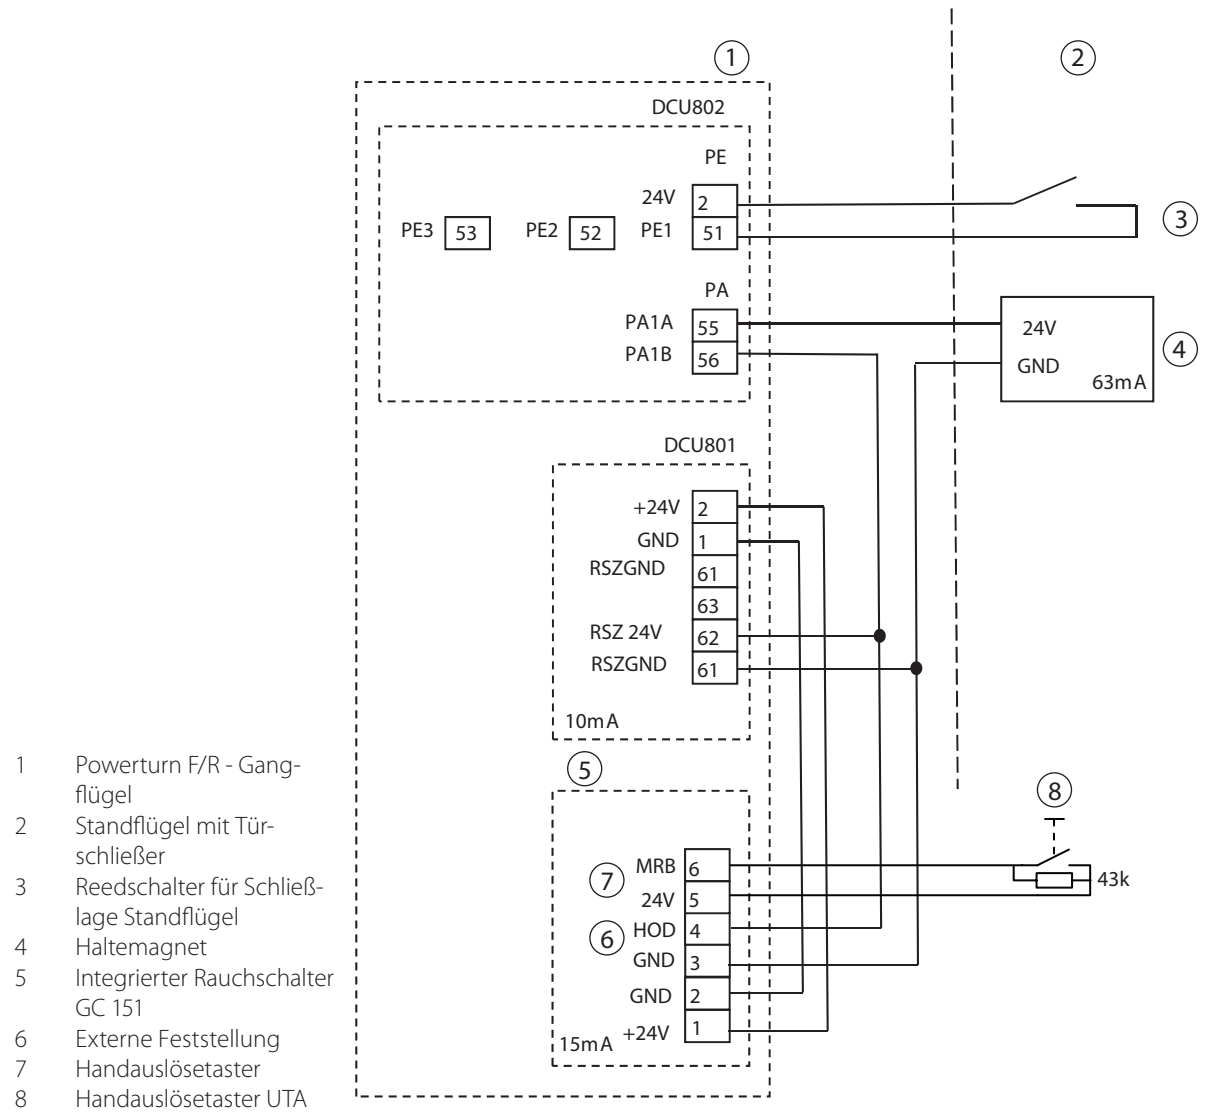 1
2
DCU802
PE
24V 2
PE3 53 PE2 52 PE1 51
3
PA
PA1A 55
PA1B 56
24V
GND
63mA
4
DCU801
+24V 2
GND 1
RSZGND 61
63
RSZ 24V 62
RSZGND 61
10mA
5
8
MRB 6
7
24V 5
43k
HOD 4
6
GND 3
GND 2
+24V 1
15mA
1 Powerturn F/R - Gang-
flügel
2 Standflügel mit Tür-
schließer
3 Reedschalter für Schließ-
lage Standflügel
4 Haltemagnet
5 Integrierter Rauchschalter
GC 151
6 Externe Feststellung
7 Handauslösetaster
8 Handauslösetaster UTA